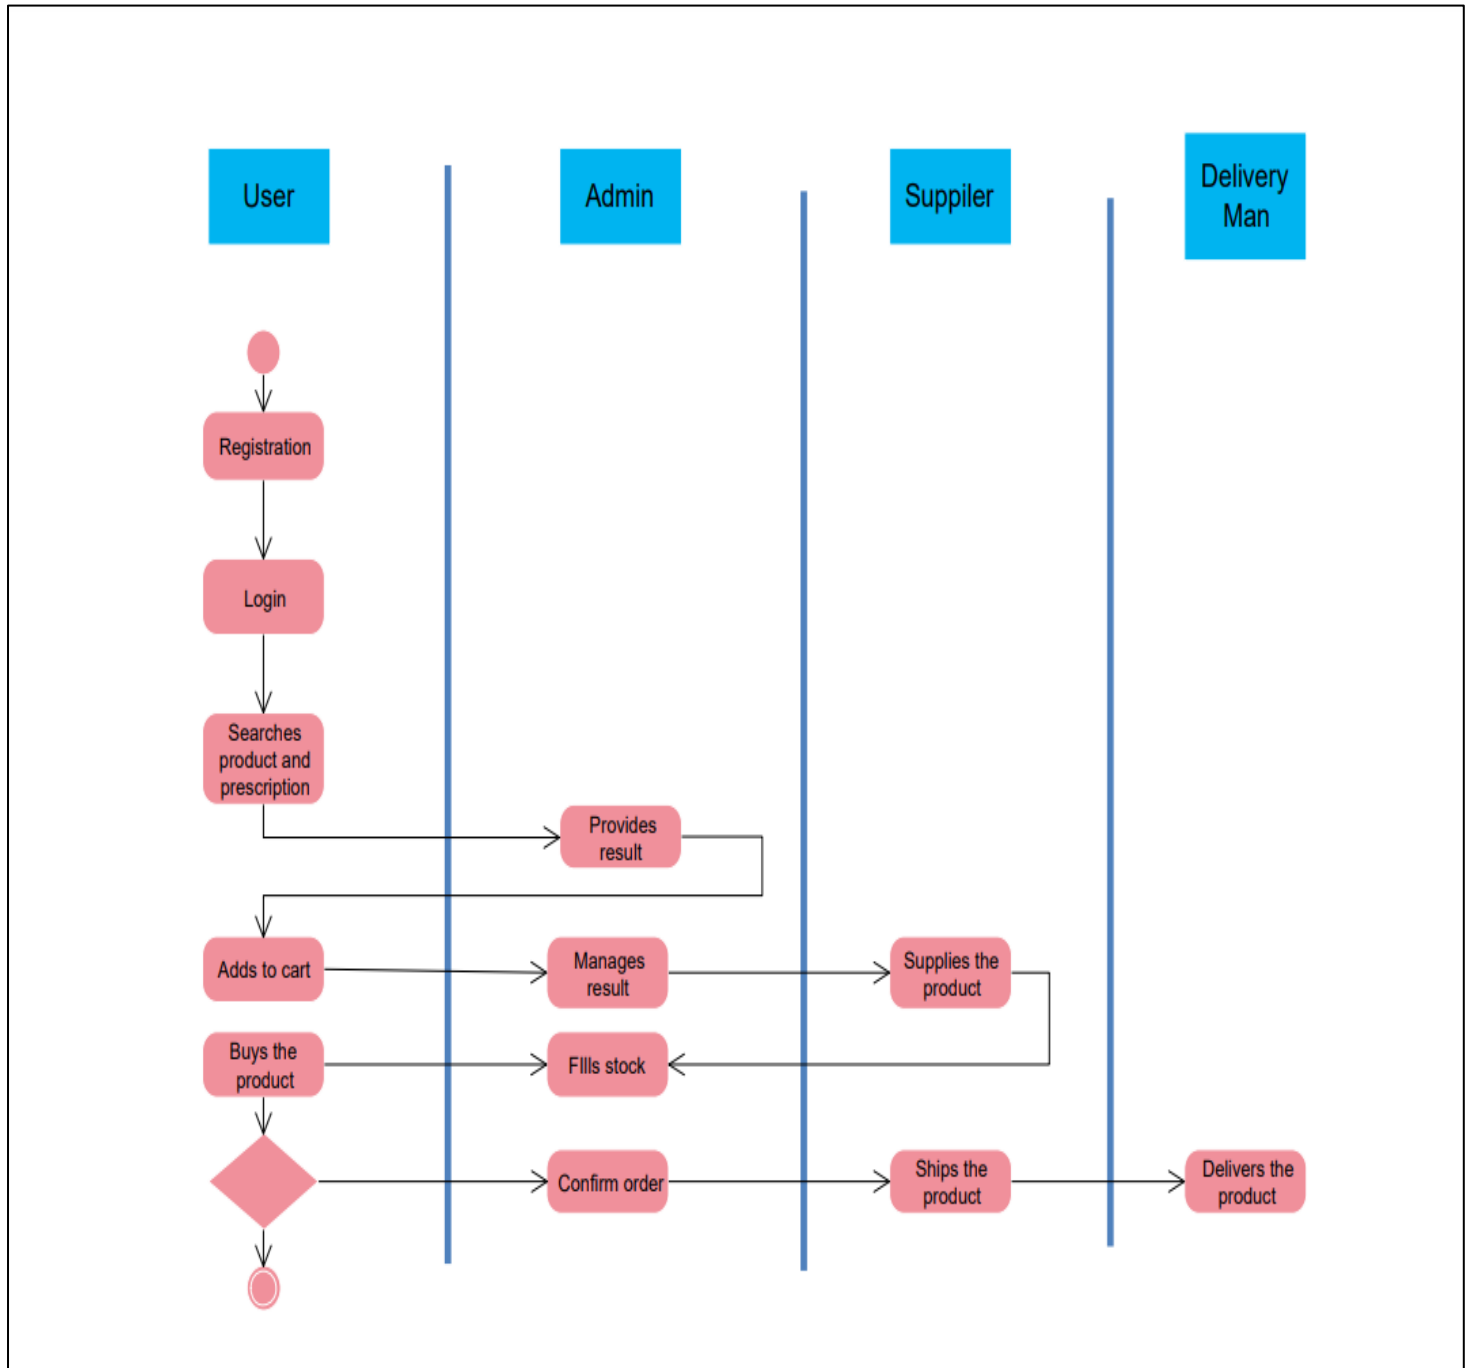 User
Admin
Suppiler
Delivery
Man
Registration
Login
Searches
product and
prescription
Provides
result
Adds to cart
Manages
result
Supplies the
product
Buys the
product
FIlls stock
Confirm order
Ships the
product
Delivers the
product